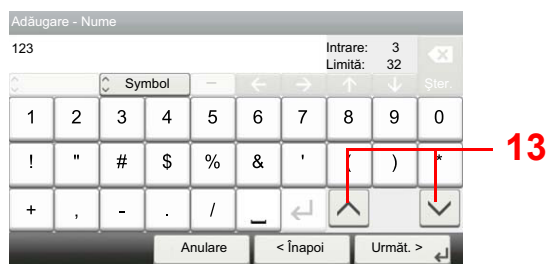 Adăugare - Nume
123
Intrare: 3
Limită: 32
Symbol
Șter.
1 2 3 4 5 6 7 8 9 0
! " # $ % & ' ( ) *
+ , - . / _
13
Anulare < Înapoi Următ. >